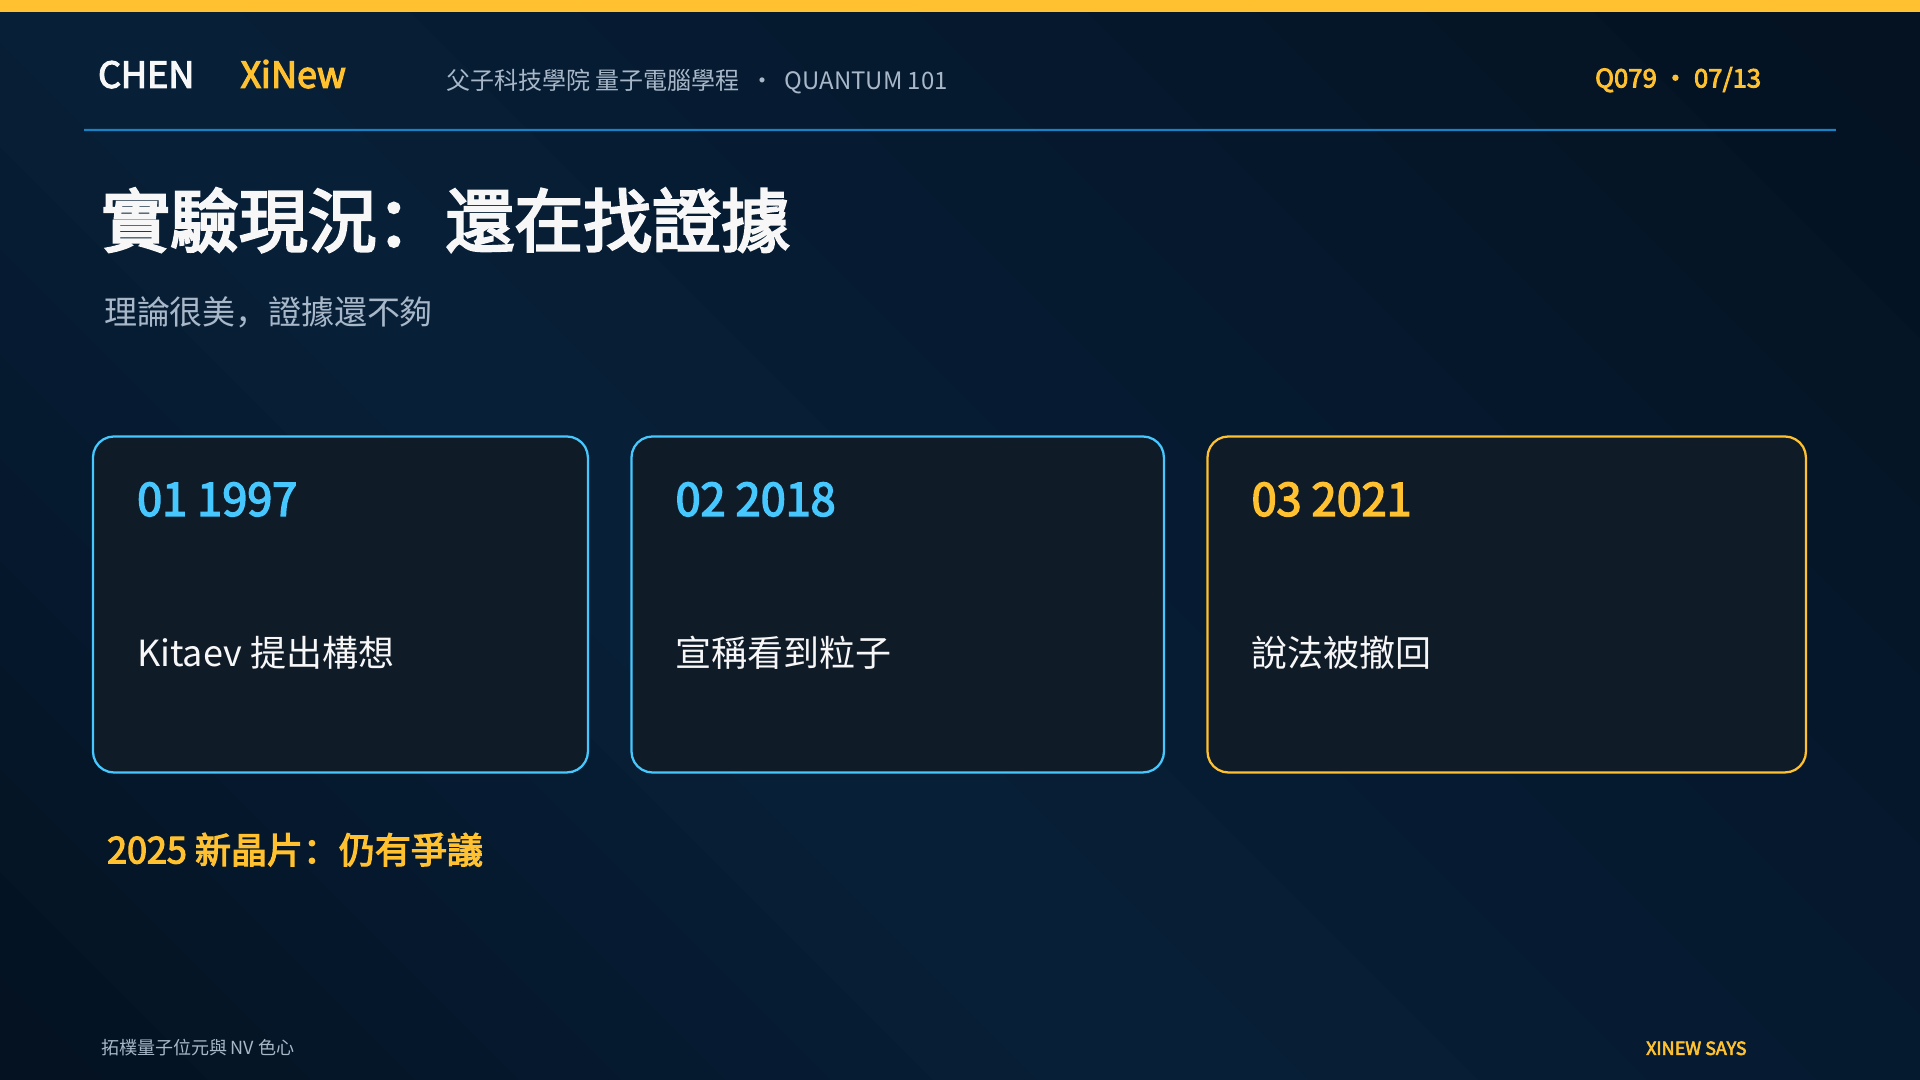 CHEN XiNew 父子科技學院 量子電腦學程 • QUANTUM 101 Q079 • 07/13
實驗現況：還在找證據
理論很美，證據還不夠
01 1997
Kitaev 提出構想
02 2018
宣稱看到粒子
03 2021
說法被撤回
2025 新晶片：仍有爭議
拓樸量子位元與 NV 色心
XINEW SAYS